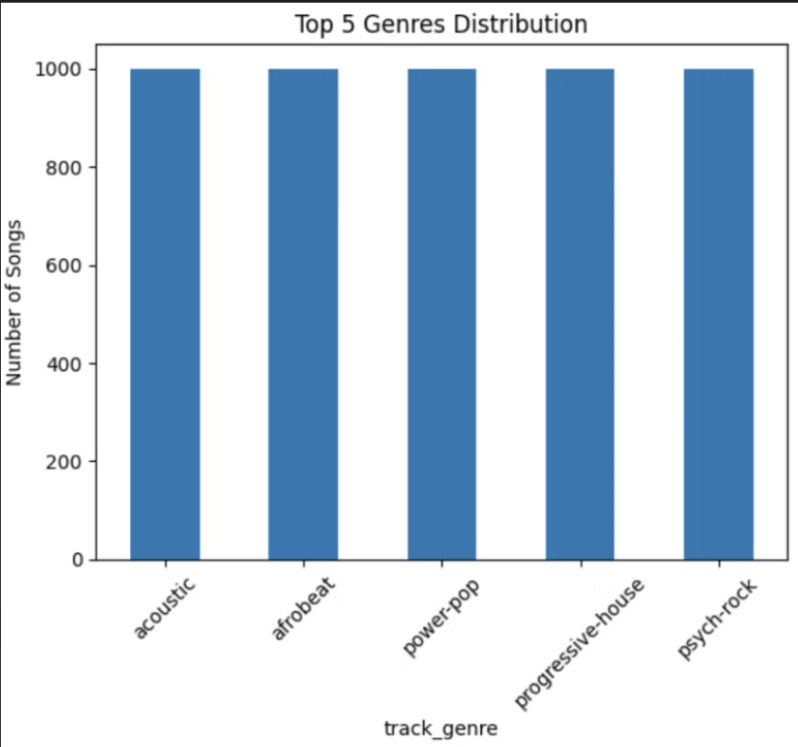 Top 5 Genres Distribution
Number of Songs
1000
800
600
400
200
0
acoustic
afrobeat
power-pop
progressive-house
psych-rock
track_genre